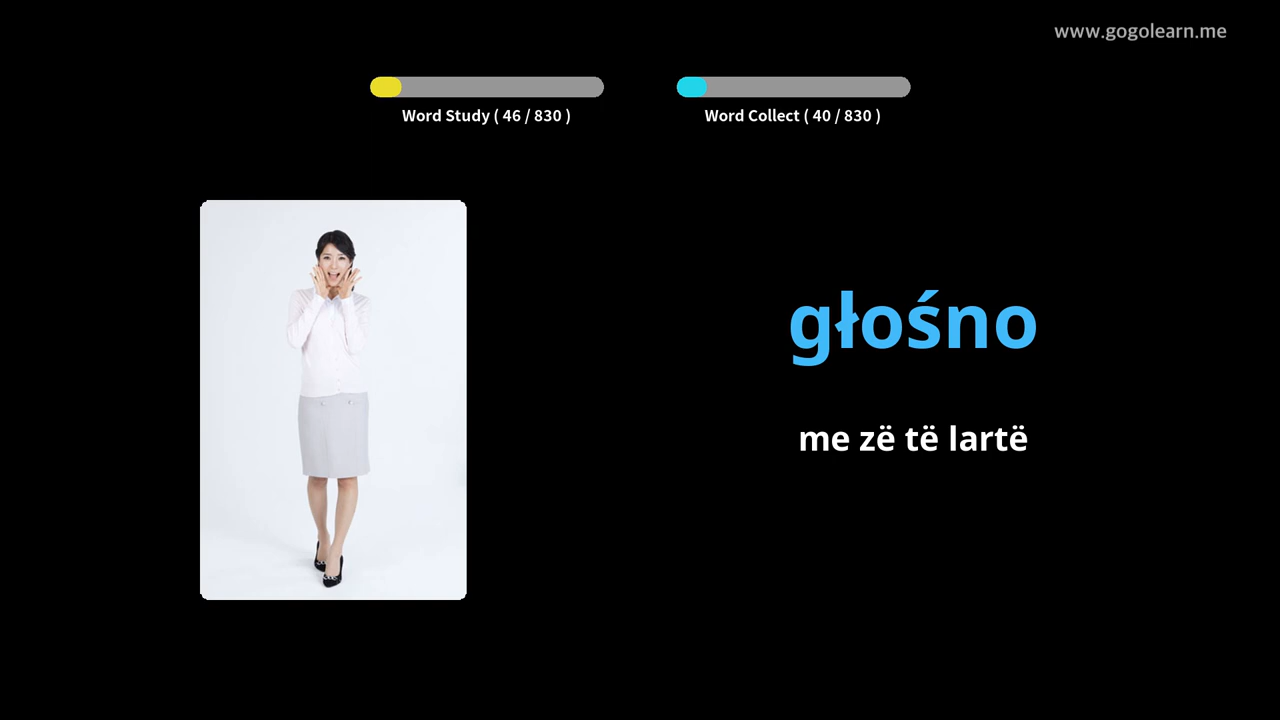 www.gogolearn.me
Word Study ( 46 / 830 )
Word Collect ( 40 / 830 )
głośno
me zë të lartë